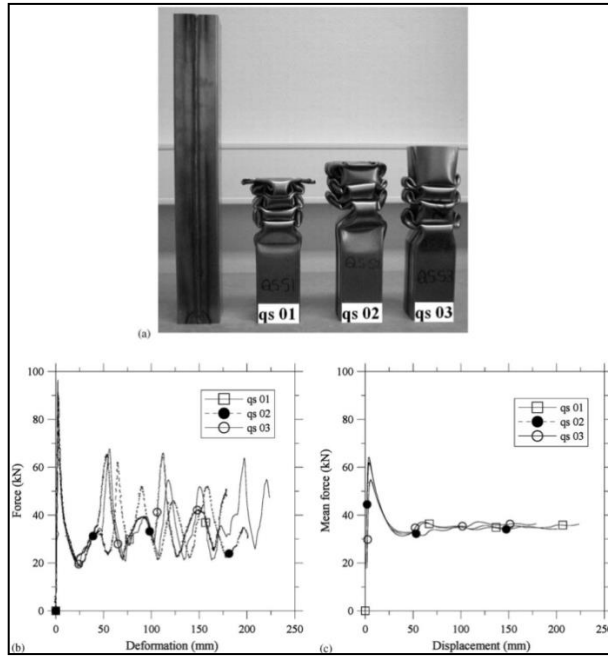 qs 01
qs 02
qs 03
(a)
100
80
60
40
20
0
Force (kN)
qs 01
qs 02
qs 03
0 50 100 150 200 250
(b)
Deformation (mm)
100
80
60
40
20
0
Mean force (kN)
qs 01
qs 02
qs 03
0 50 100 150 200 250
(c)
Displacement (mm)